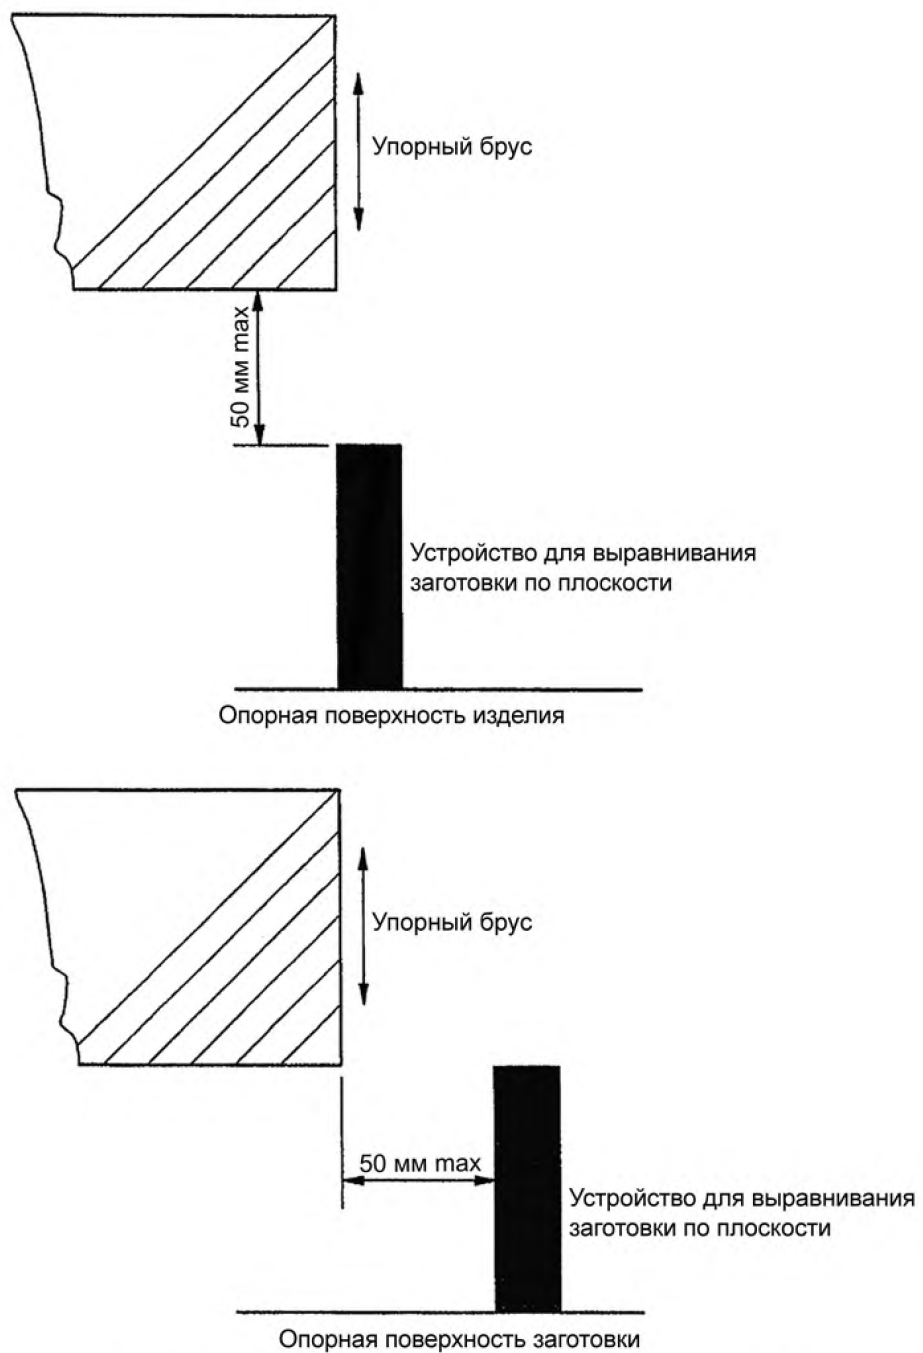 Упорный брус
50 мм max
Устройство для выравнивания
заготовки по плоскости
Опорная поверхность изделия
Упорный брус
50 мм max
Устройство для выравнивания
заготовки по плоскости
Опорная поверхность заготовки